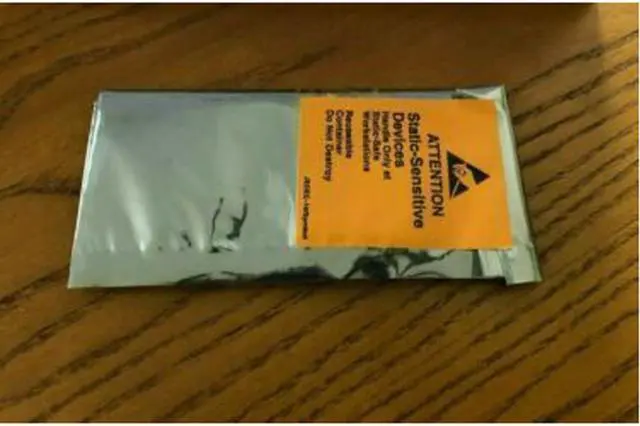 ATTENTION
Static-Sensitive
Devices
Handle Only at
Static-Safe
Workstations
Reusable
Container
Do Not Destroy